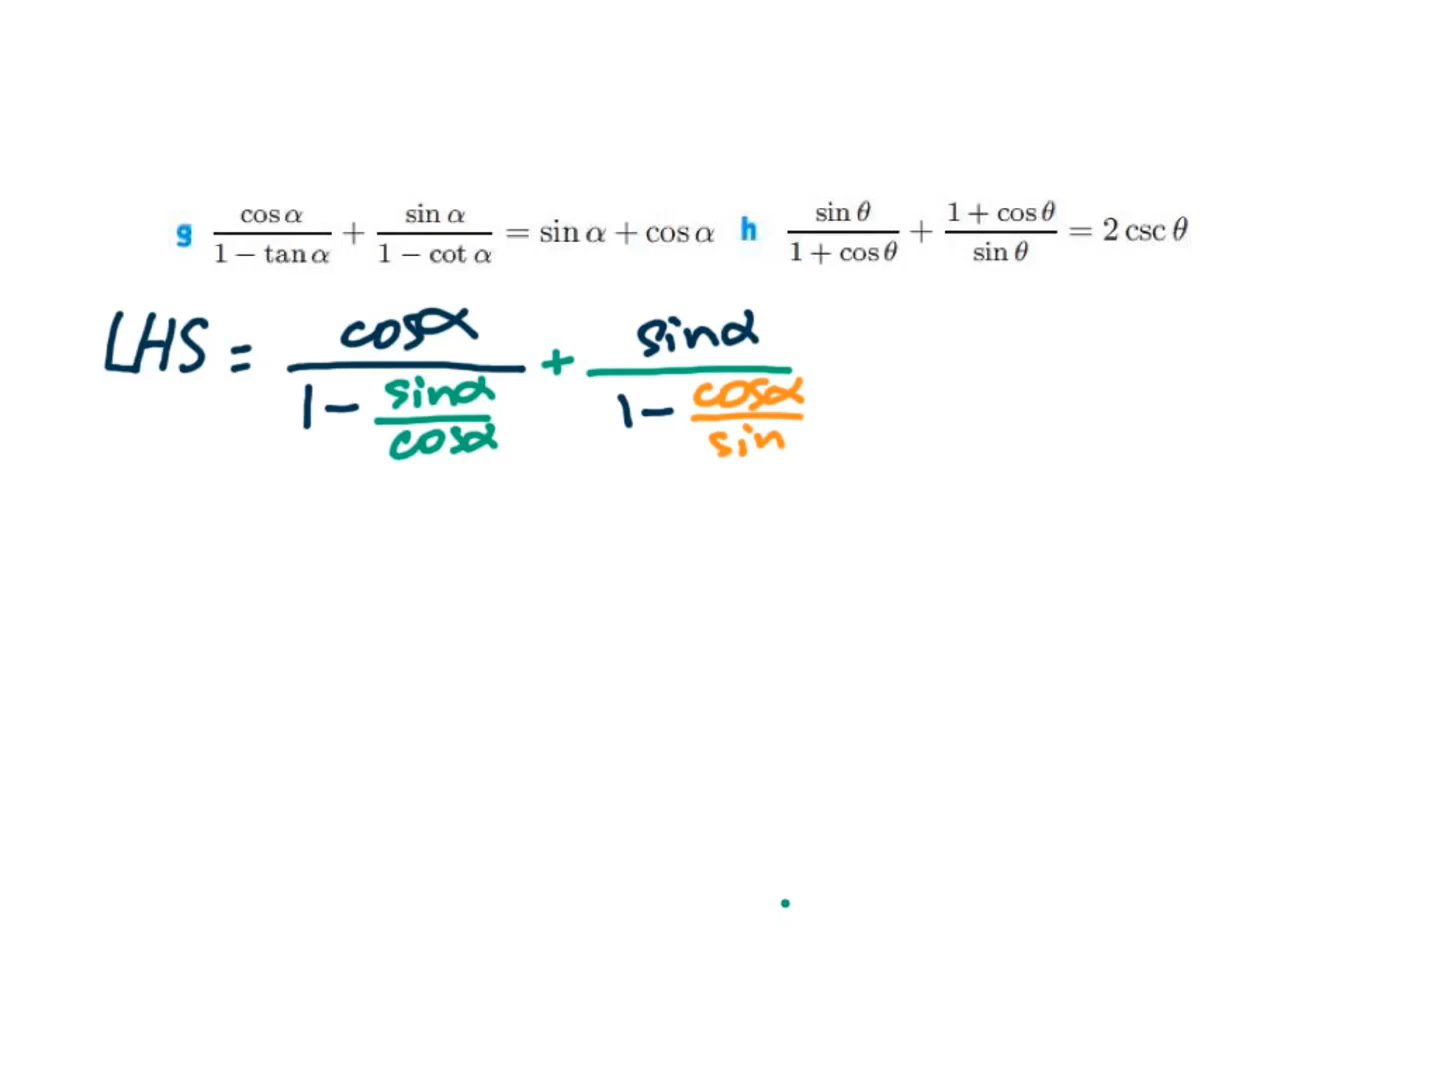 g cos α / (1 − tan α) + sin α / (1 − cot α) = sin α + cos α h sin θ / (1 + cos θ) + (1 + cos θ) / sin θ = 2 csc θ
LHS = cosα / (1 − sinα/cosα) + sinα / (1 − cosα/sin)